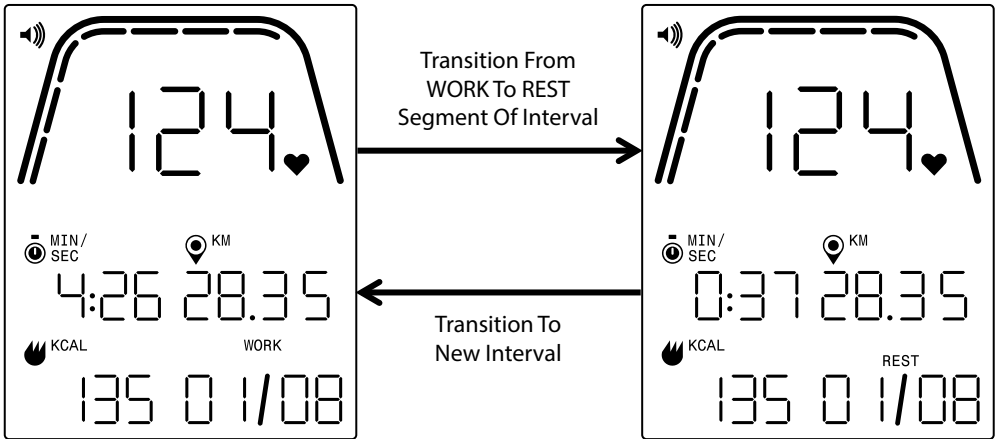 124
MIN/
SEC
KM
4:26 28.35
KCAL
WORK
135 01/08
Transition From
WORK To REST
Segment Of Interval
Transition To
New Interval
124
MIN/
SEC
KM
0:37 28.35
KCAL
REST
135 01/08